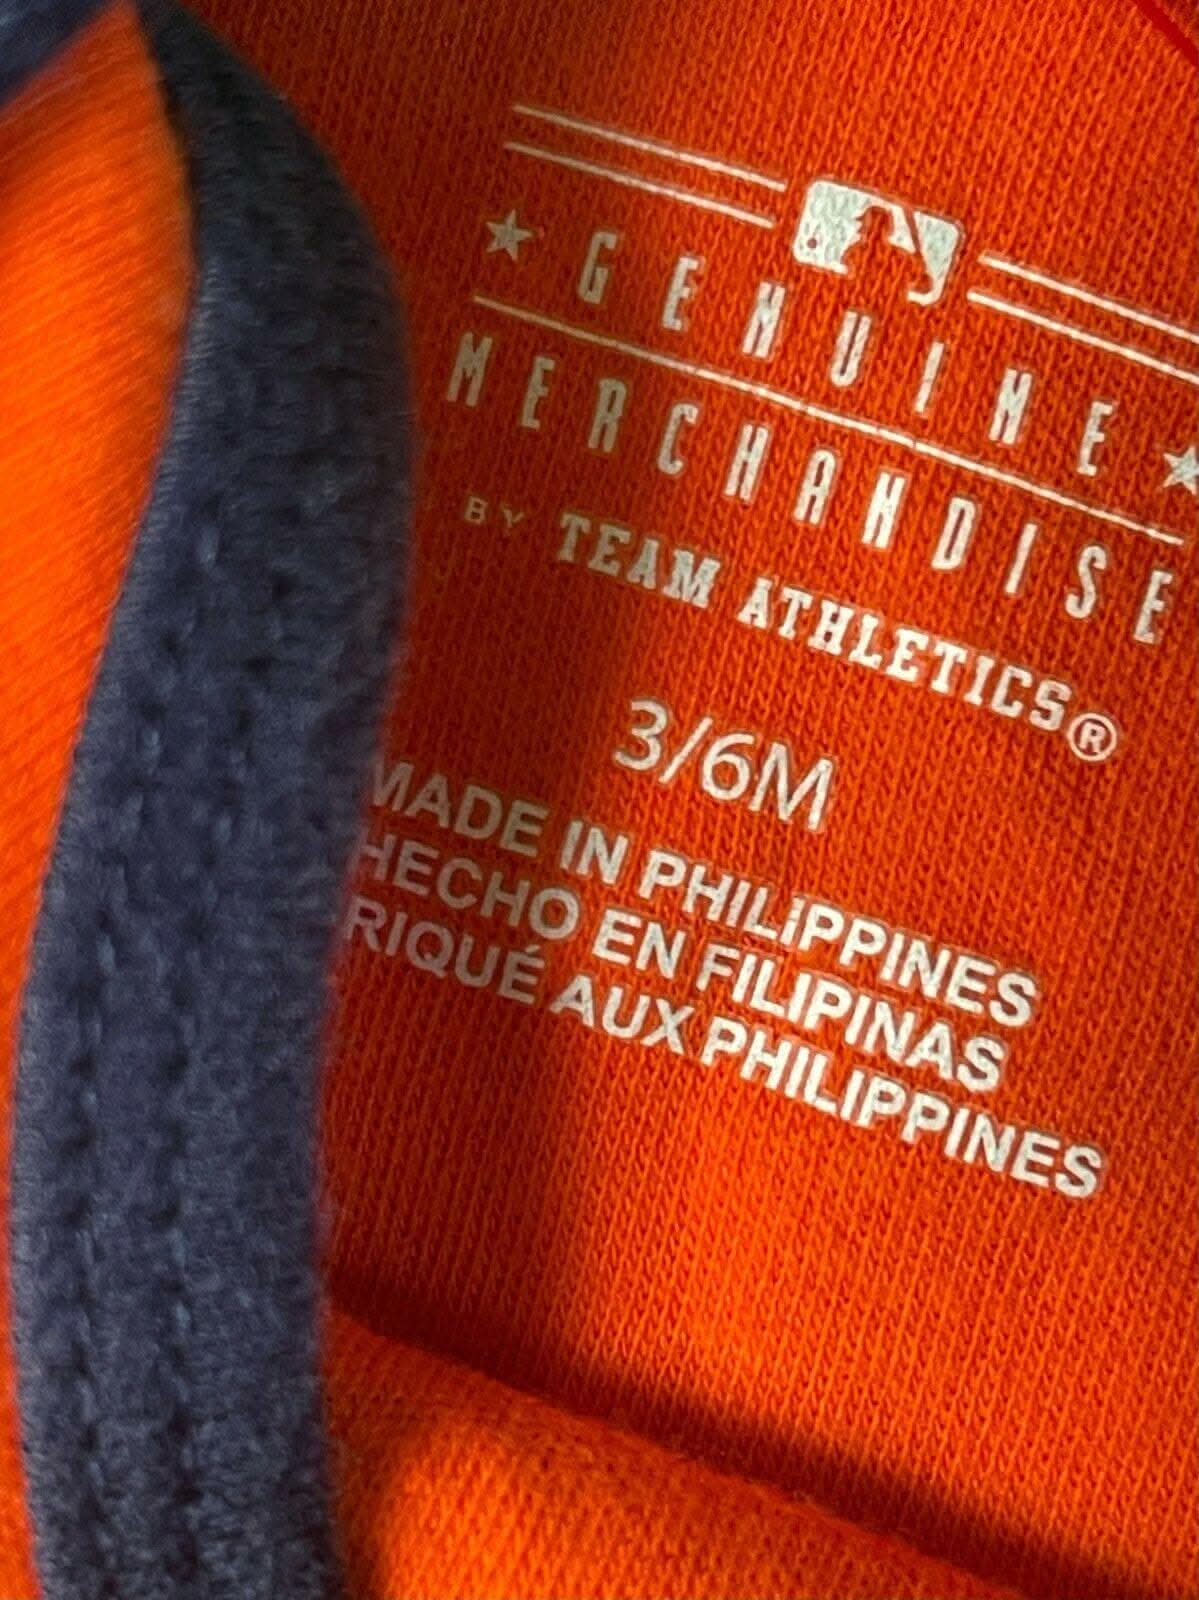 GENUINE
MERCHANDISE
BY TEAM ATHLETICS®
3/6M
MADE IN PHILIPPINES
HECHO EN FILIPINAS
RIQUÉ AUX PHILIPPINES